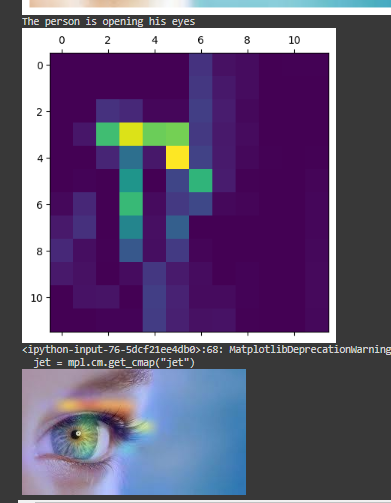 The person is opening his eyes
0 2 4 6 8 10
0
2
4
6
8
10
<ipython-input-76-5dcf21ee4db0>:68: MatplotlibDeprecationWarning
jet = mpl.cm.get_cmap("jet")